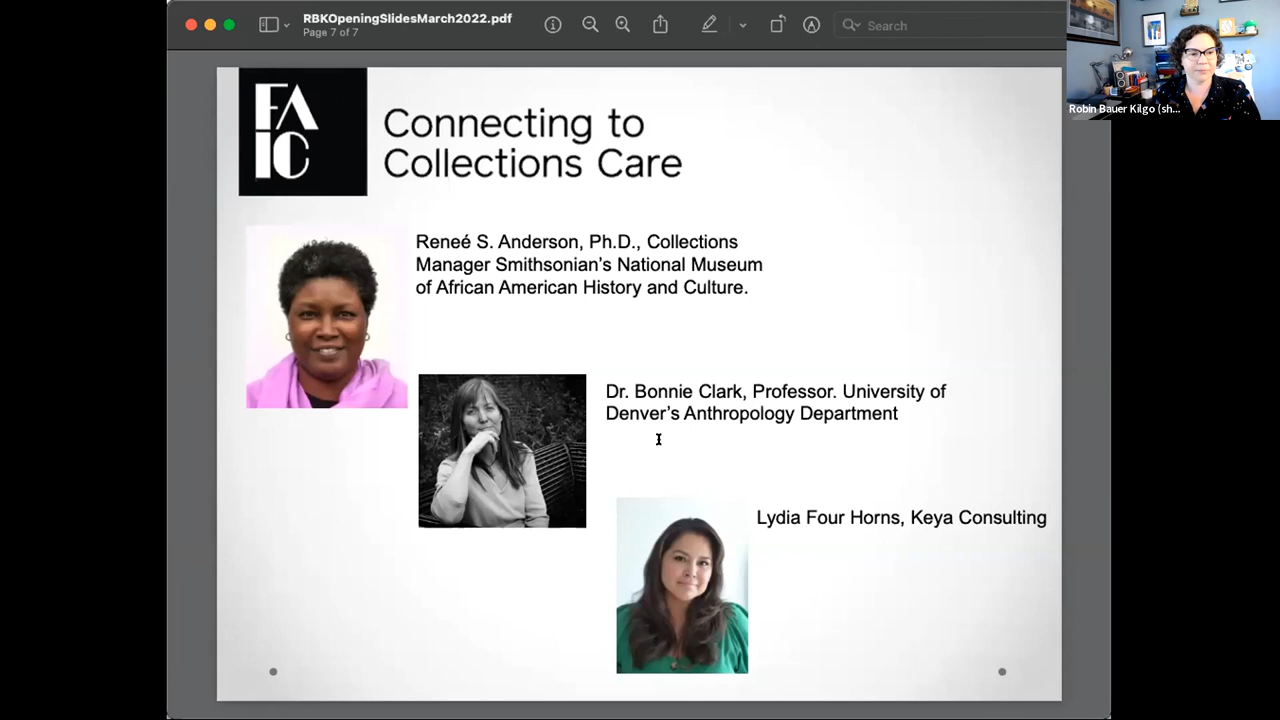 RBKOpeningSlidesMarch2022.pdf
Page 7 of 7
Search
Robin Bauer Kilgo (sh...
FA
IC
Connecting to
Collections Care
Reneé S. Anderson, Ph.D., Collections
Manager Smithsonian's National Museum
of African American History and Culture.
Dr. Bonnie Clark, Professor. University of
Denver's Anthropology Department
Lydia Four Horns, Keya Consulting